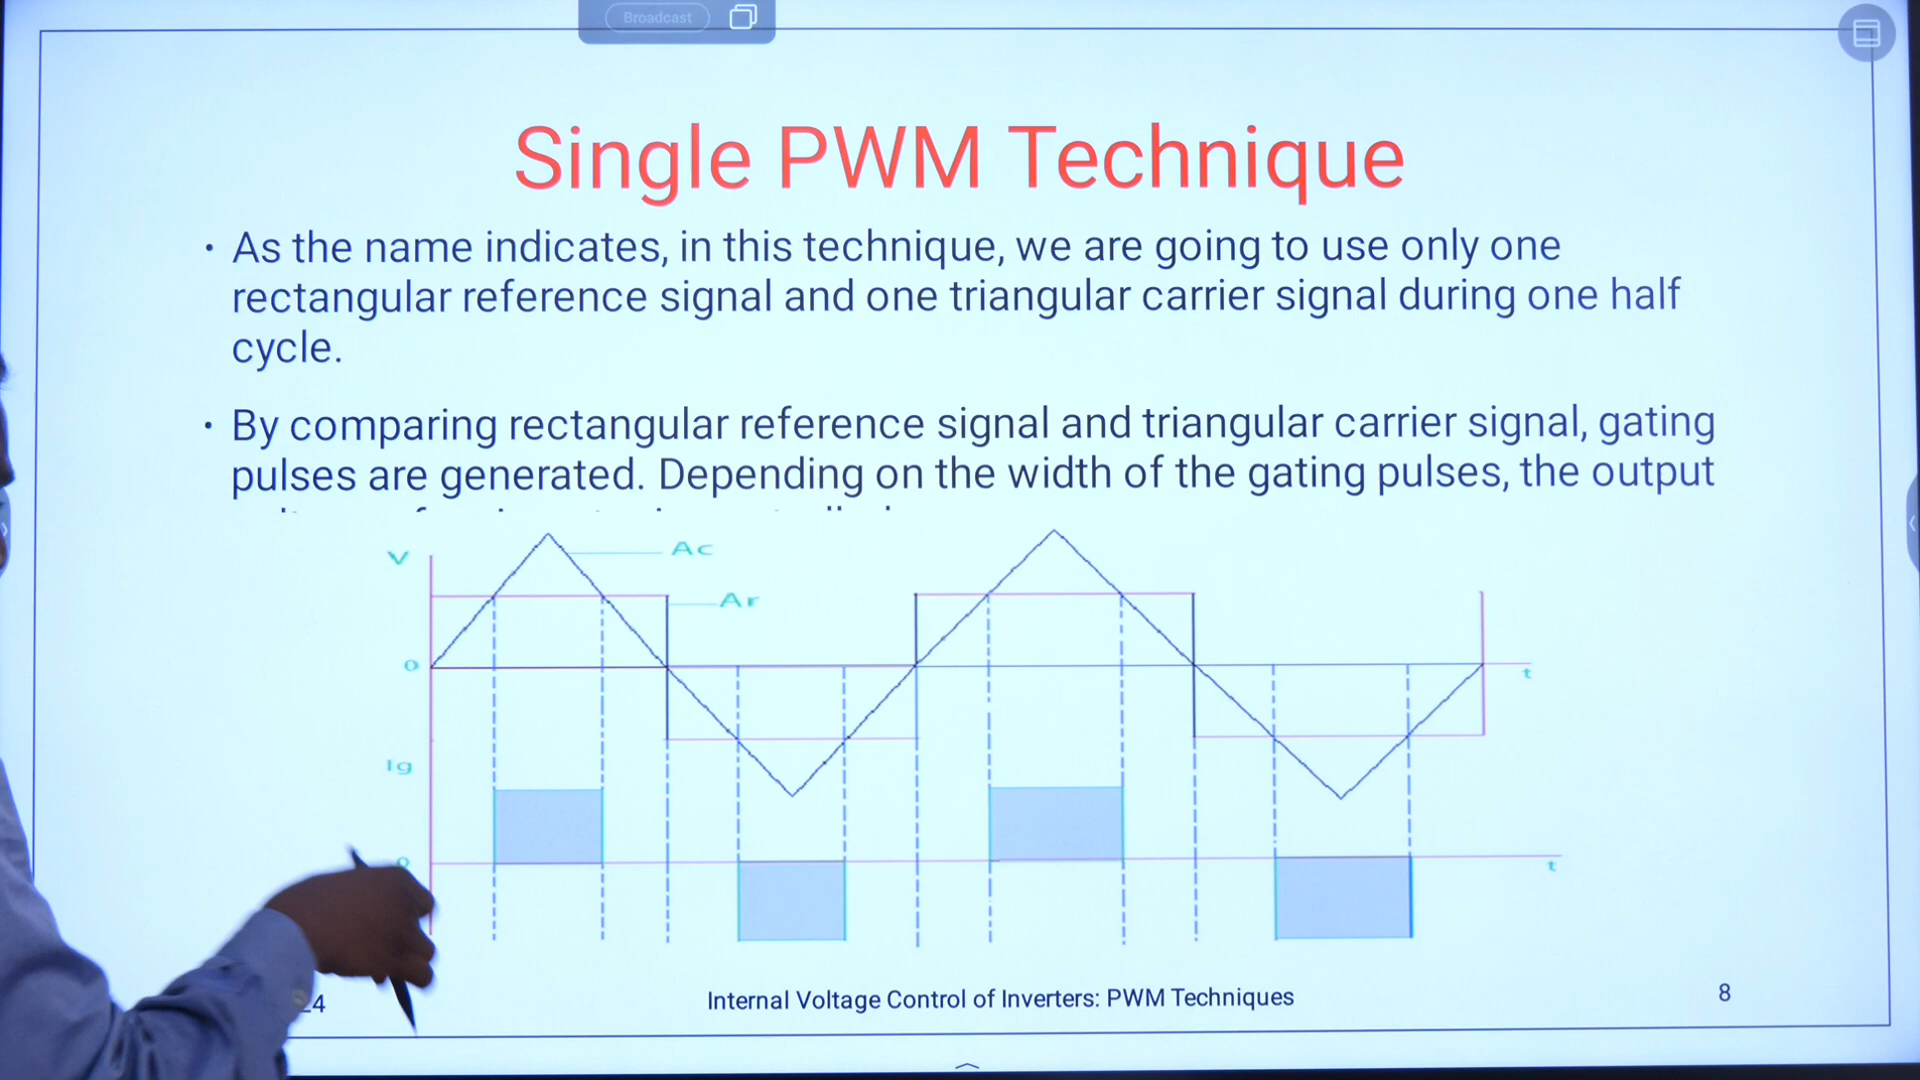 Broadcast
Single PWM Technique
• As the name indicates, in this technique, we are going to use only one
rectangular reference signal and one triangular carrier signal during one half
cycle.
• By comparing rectangular reference signal and triangular carrier signal, gating
pulses are generated. Depending on the width of the gating pulses, the output
V
Ac
Ar
0
t
Ig
0
t
24
Internal Voltage Control of Inverters: PWM Techniques
8